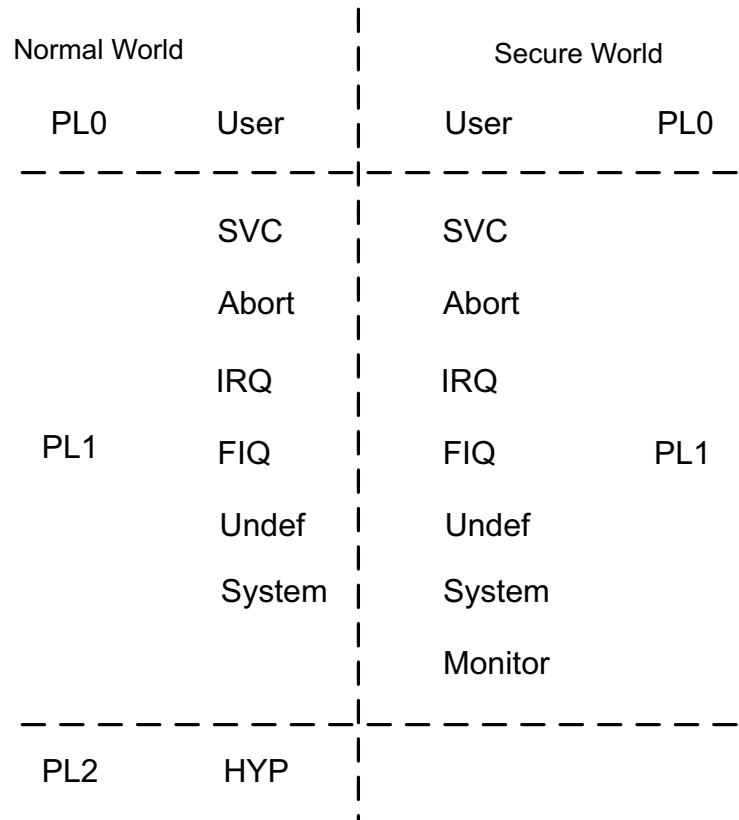 Normal World Secure World
PL0 User User PL0
SVC SVC
Abort Abort
IRQ IRQ
PL1 FIQ FIQ PL1
Undef Undef
System System
Monitor
PL2 HYP